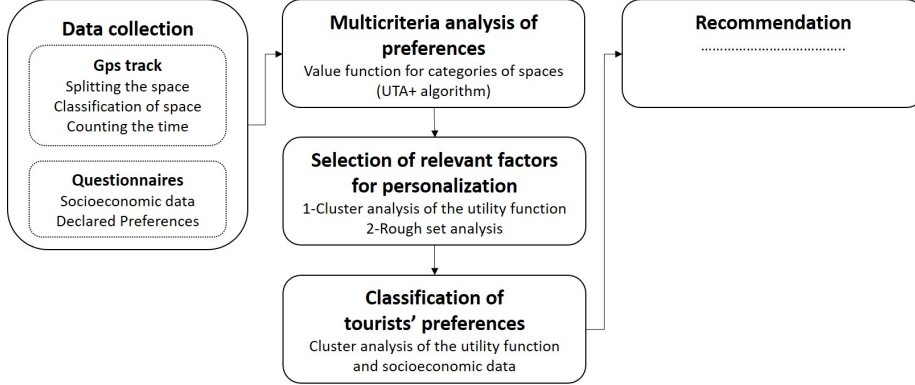 Data collection
Gps track
Splitting the space
Classification of space
Counting the time
Questionnaires
Socioeconomic data
Declared Preferences
Multicriteria analysis of
preferences
Value function for categories of spaces
(UTA+ algorithm)
Selection of relevant factors
for personalization
1-Cluster analysis of the utility function
2-Rough set analysis
Classification of
tourists’ preferences
Cluster analysis of the utility function
and socioeconomic data
Recommendation
......................................